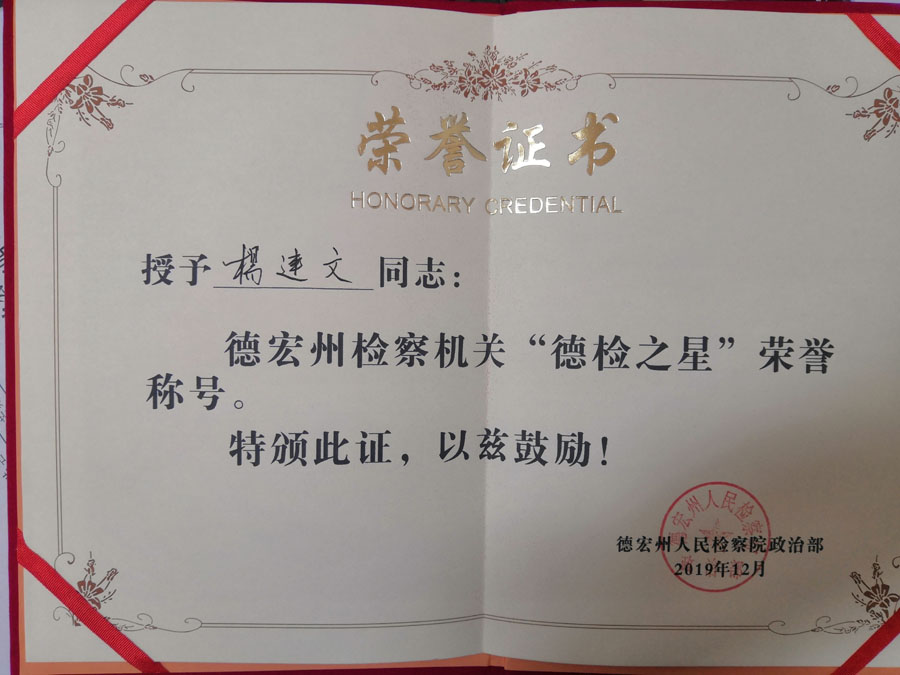 荣誉证书
HONORARY CREDENTIAL
授予 楊建文 同志：
德宏州检察机关“德检之星”荣誉
称号。
特颁此证，以兹鼓励！
德宏州人民检察院政治部
2019年12月